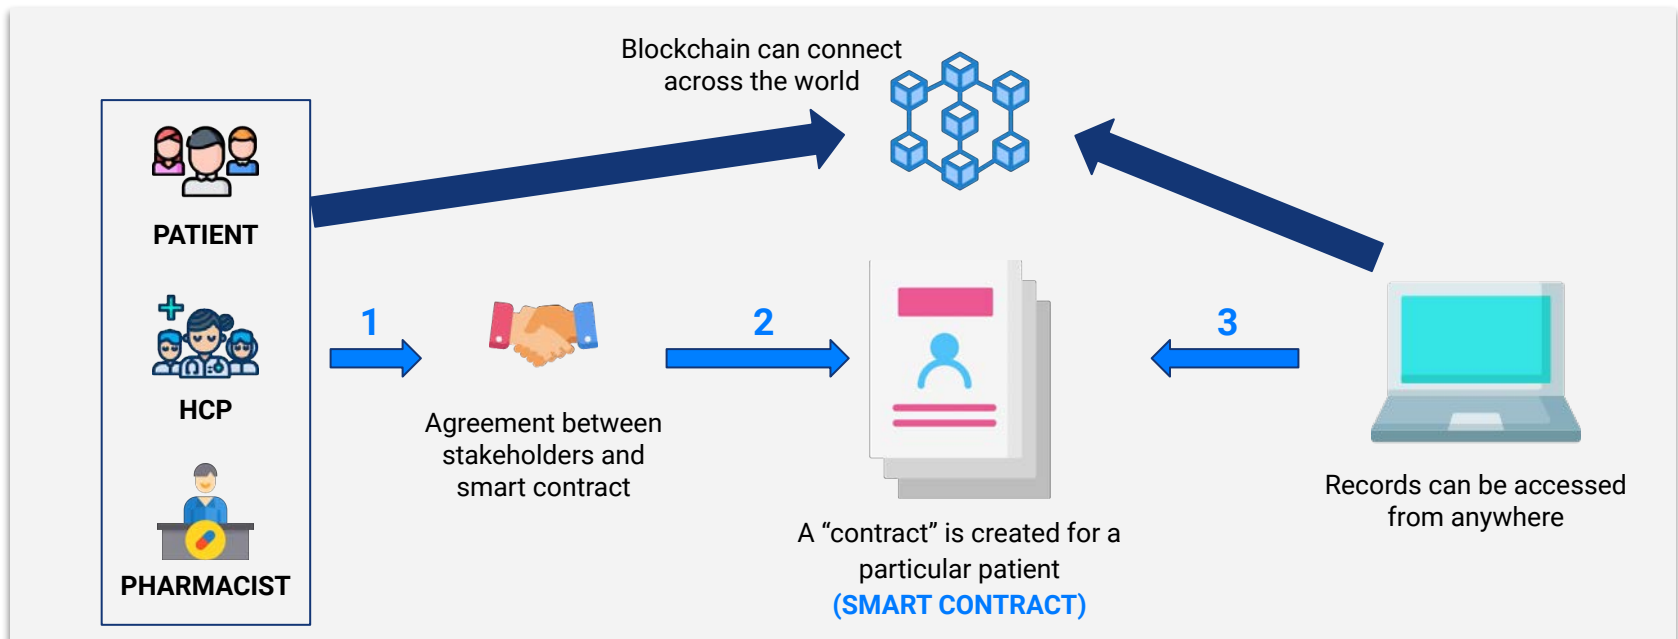 Blockchain can connect
across the world
PATIENT
HCP
PHARMACIST
1
Agreement between
stakeholders and
smart contract
2
A “contract” is created for a
particular patient
(SMART CONTRACT)
3
Records can be accessed
from anywhere